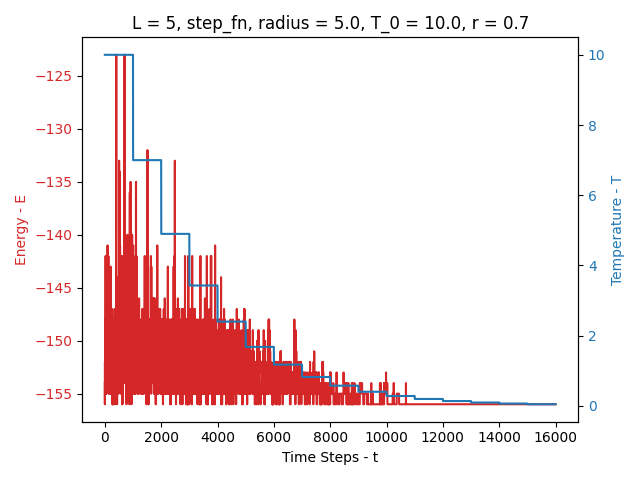 L = 5, step_fn, radius = 5.0, T_0 = 10.0, r = 0.7
Energy - E
−125
−130
−135
−140
−145
−150
−155
10
8
6
4
2
0
Temperature - T
0 2000 4000 6000 8000 10000 12000 14000 16000
Time Steps - t